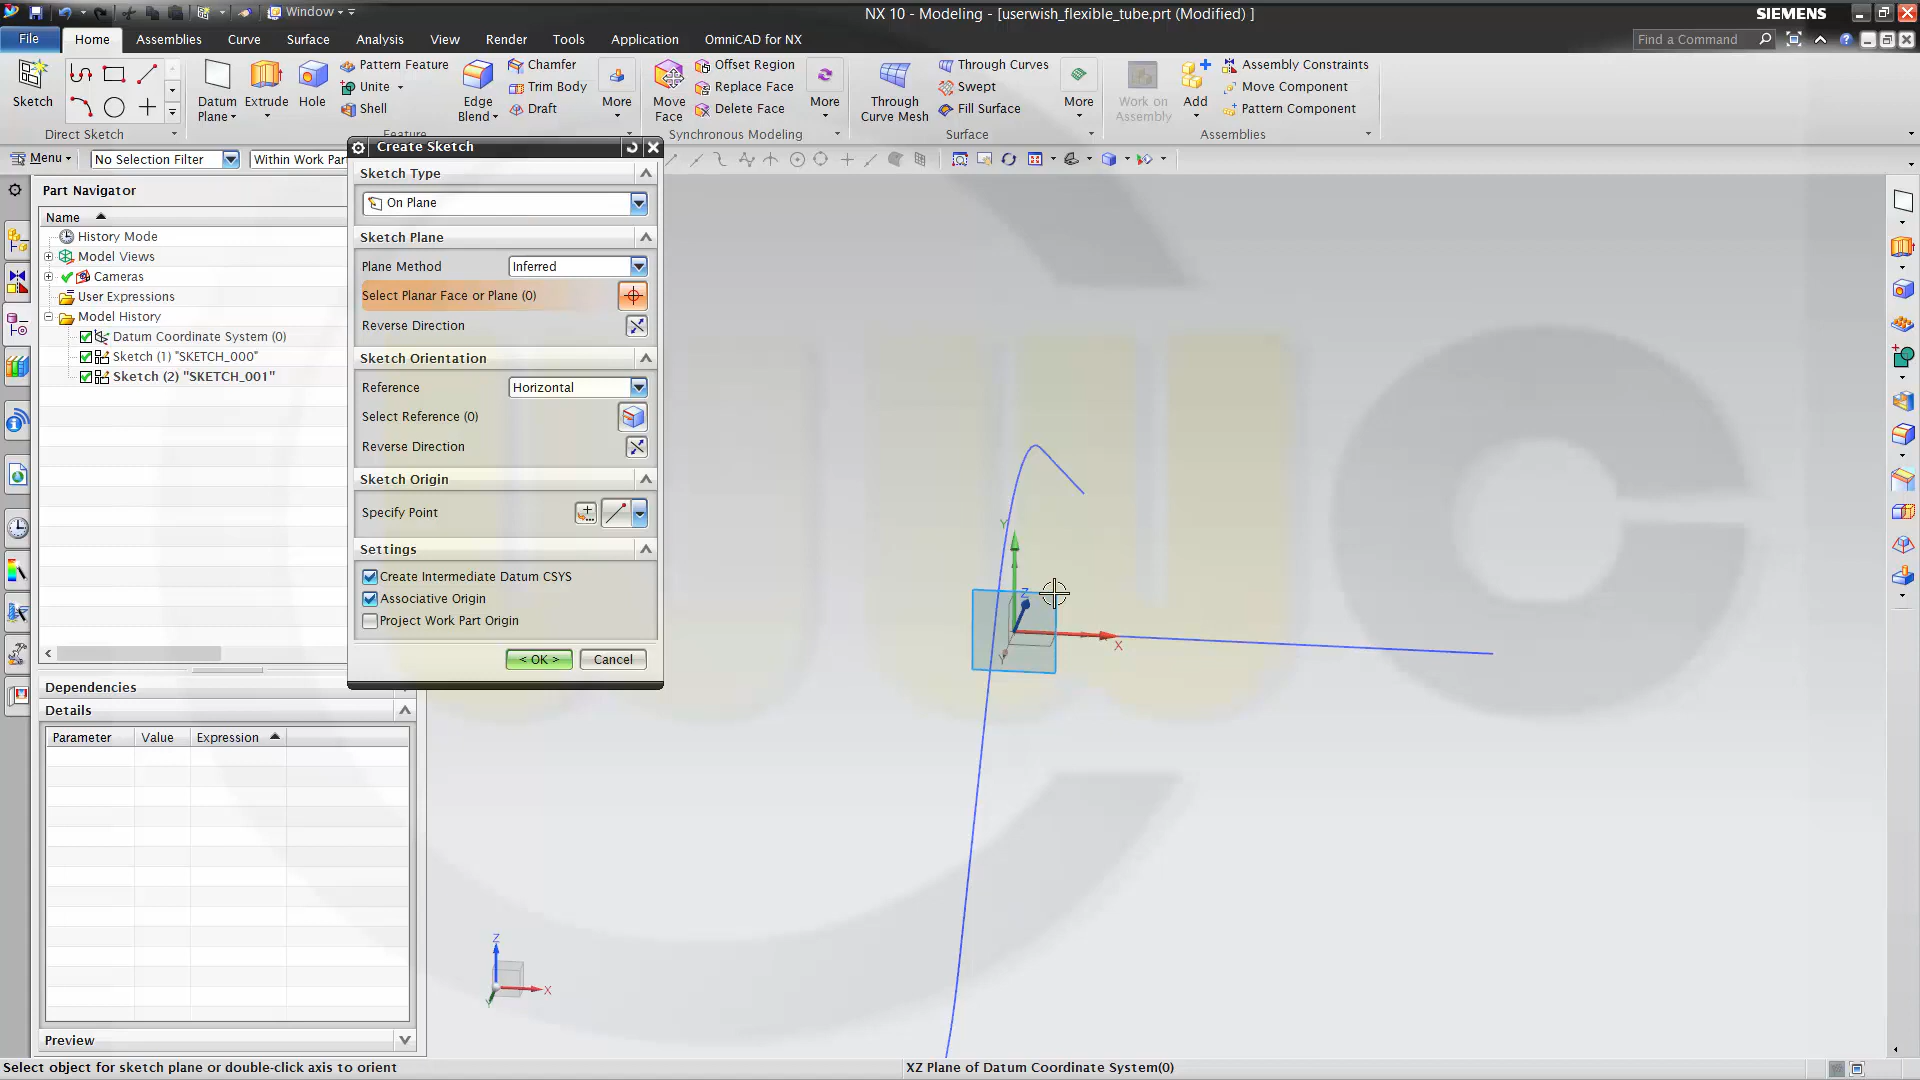 Window
NX 10 - Modeling - [userwish_flexible_tube.prt (Modified) ]
SIEMENS
File
Home
Assemblies
Curve
Surface
Analysis
View
Render
Tools
Application
OmniCAD for NX
Find a Command
Sketch
Direct Sketch
Datum Plane
Extrude
Hole
Pattern Feature
Unite
Shell
Edge Blend
Chamfer
Trim Body
Draft
More
Feature
Move Face
Offset Region
Replace Face
Delete Face
More
Synchronous Modeling
Through Curve Mesh
Through Curves
Swept
Fill Surface
More
Surface
Work on Assembly
Add
Assembly Constraints
Move Component
Pattern Component
Assemblies
Menu
No Selection Filter
Within Work Par
Part Navigator
Name
History Mode
Model Views
Cameras
User Expressions
Model History
Datum Coordinate System (0)
Sketch (1) "SKETCH_000"
Sketch (2) "SKETCH_001"
Dependencies
Details
Parameter
Value
Expression
Preview
Create Sketch
Sketch Type
On Plane
Sketch Plane
Plane Method
Inferred
Select Planar Face or Plane (0)
Reverse Direction
Sketch Orientation
Reference
Horizontal
Select Reference (0)
Reverse Direction
Sketch Origin
Specify Point
Settings
Create Intermediate Datum CSYS
Associative Origin
Project Work Part Origin
< OK >
Cancel
Y
Z
X
Y
Z
X
Y
Select object for sketch plane or double-click axis to orient
XZ Plane of Datum Coordinate System(0)